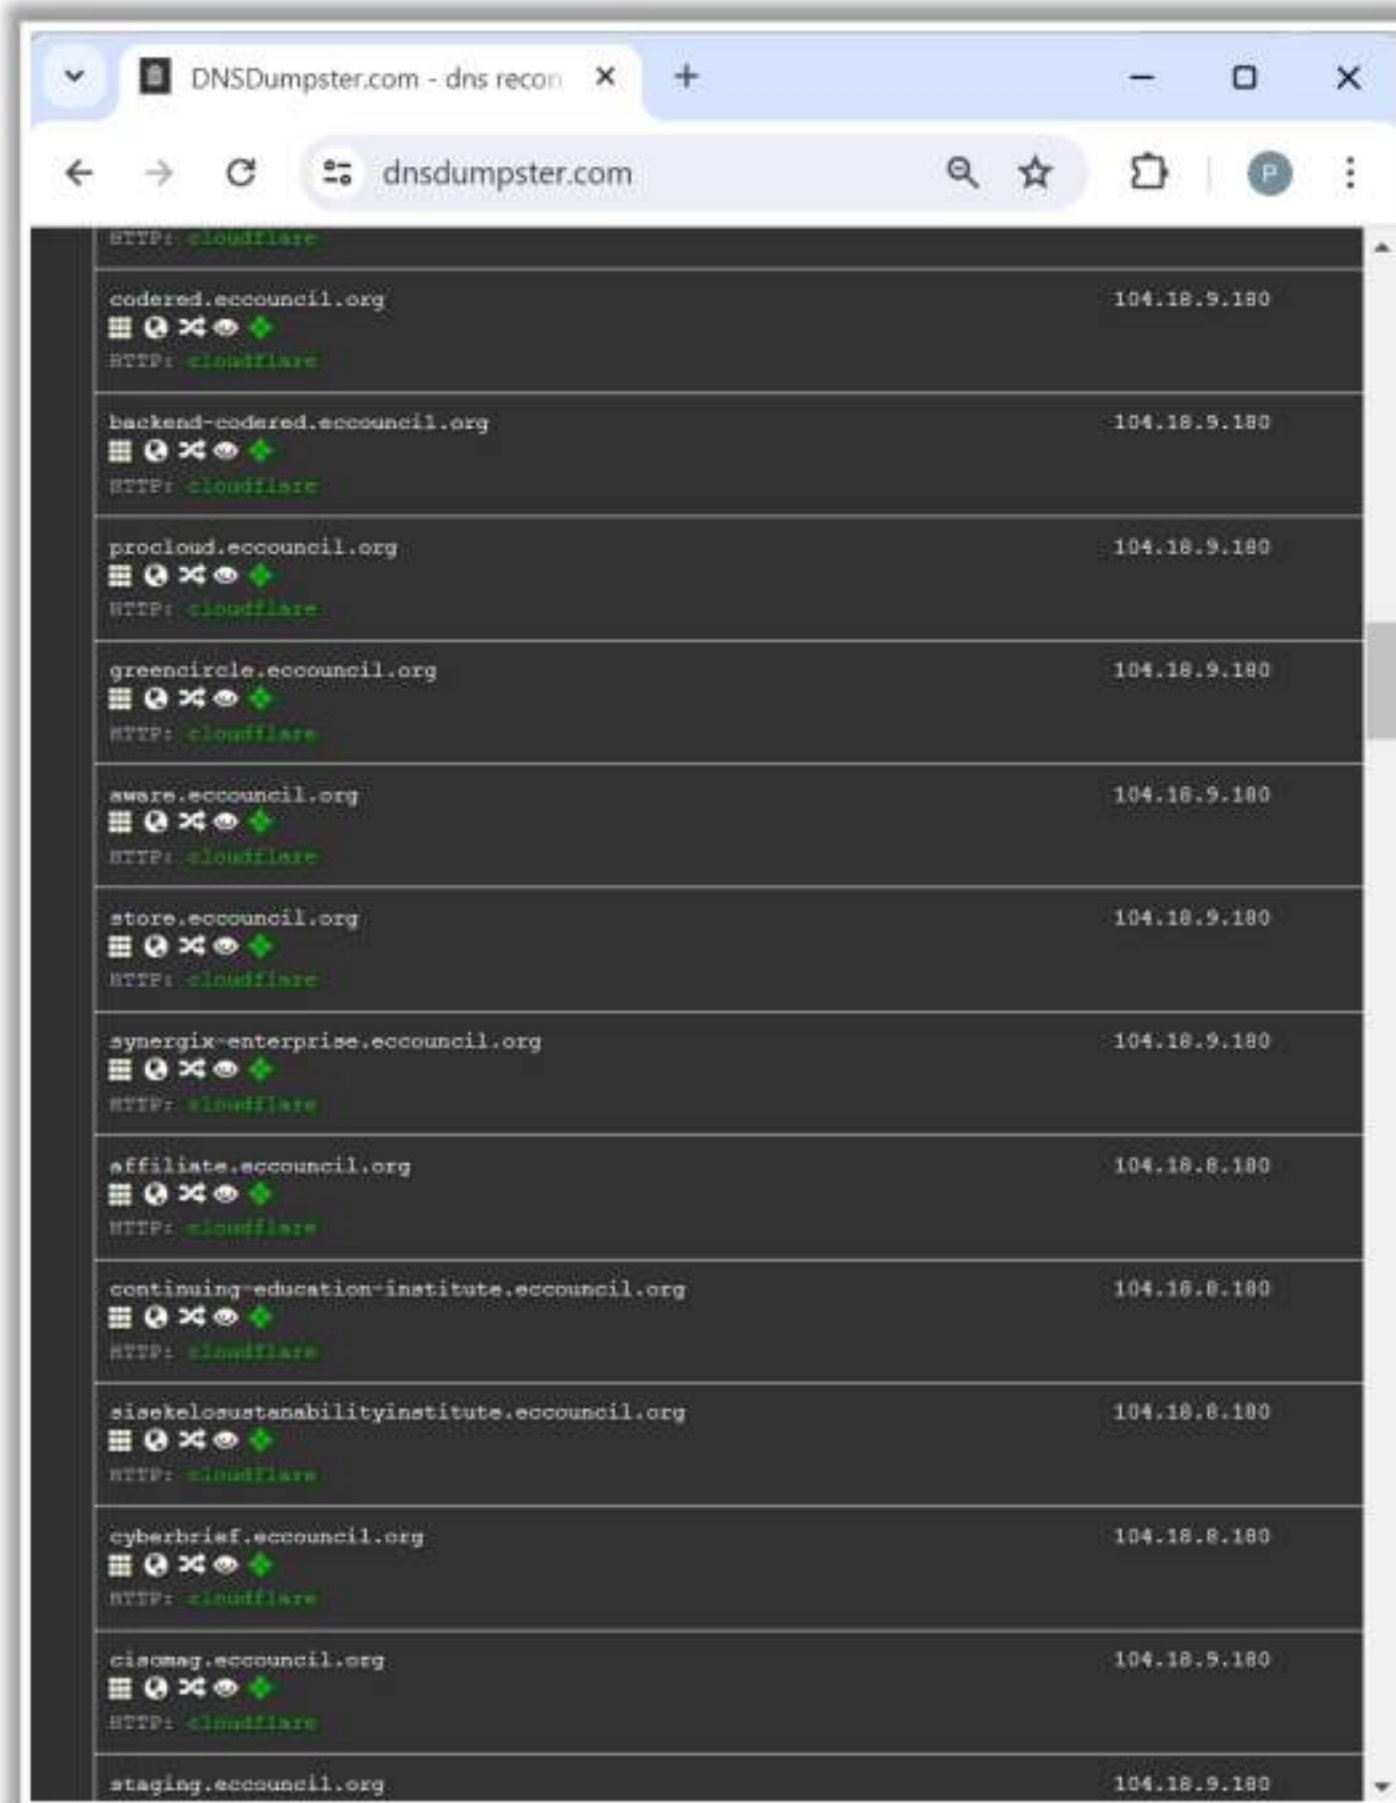 DNSDumpster.com - dns recon
dnsdumpster.com
P
HTTP: cloudflare
codered.eccouncil.org 104.18.9.180
HTTP: cloudflare
backend-codered.eccouncil.org 104.18.9.180
HTTP: cloudflare
procloud.eccouncil.org 104.18.9.180
HTTP: cloudflare
greencircle.eccouncil.org 104.18.9.180
HTTP: cloudflare
aware.eccouncil.org 104.18.9.180
HTTP: cloudflare
store.eccouncil.org 104.18.9.180
HTTP: cloudflare
synergix-enterprise.eccouncil.org 104.18.9.180
HTTP: cloudflare
affiliate.eccouncil.org 104.18.8.180
HTTP: cloudflare
continuing-education-institute.eccouncil.org 104.18.8.180
HTTP: cloudflare
sisekelosustanabilityinstitute.eccouncil.org 104.18.8.180
HTTP: cloudflare
cyberbrief.eccouncil.org 104.18.8.180
HTTP: cloudflare
cisomag.eccouncil.org 104.18.9.180
HTTP: cloudflare
staging.eccouncil.org 104.18.9.180